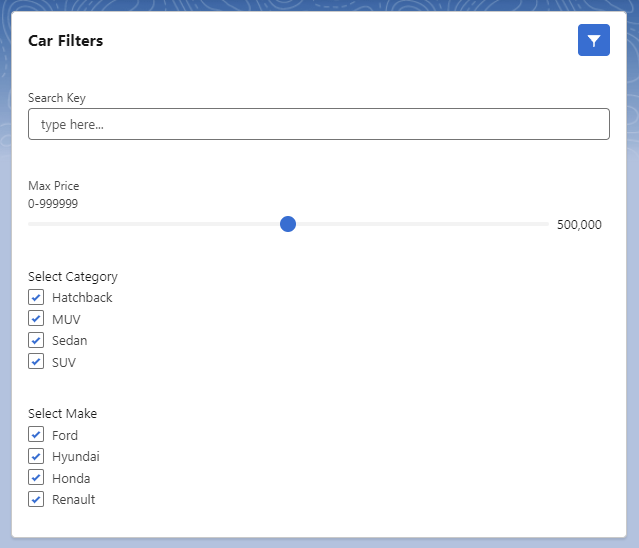 Car Filters
Search Key
type here...
Max Price
0-999999
500,000
Select Category
Hatchback
MUV
Sedan
SUV
Select Make
Ford
Hyundai
Honda
Renault